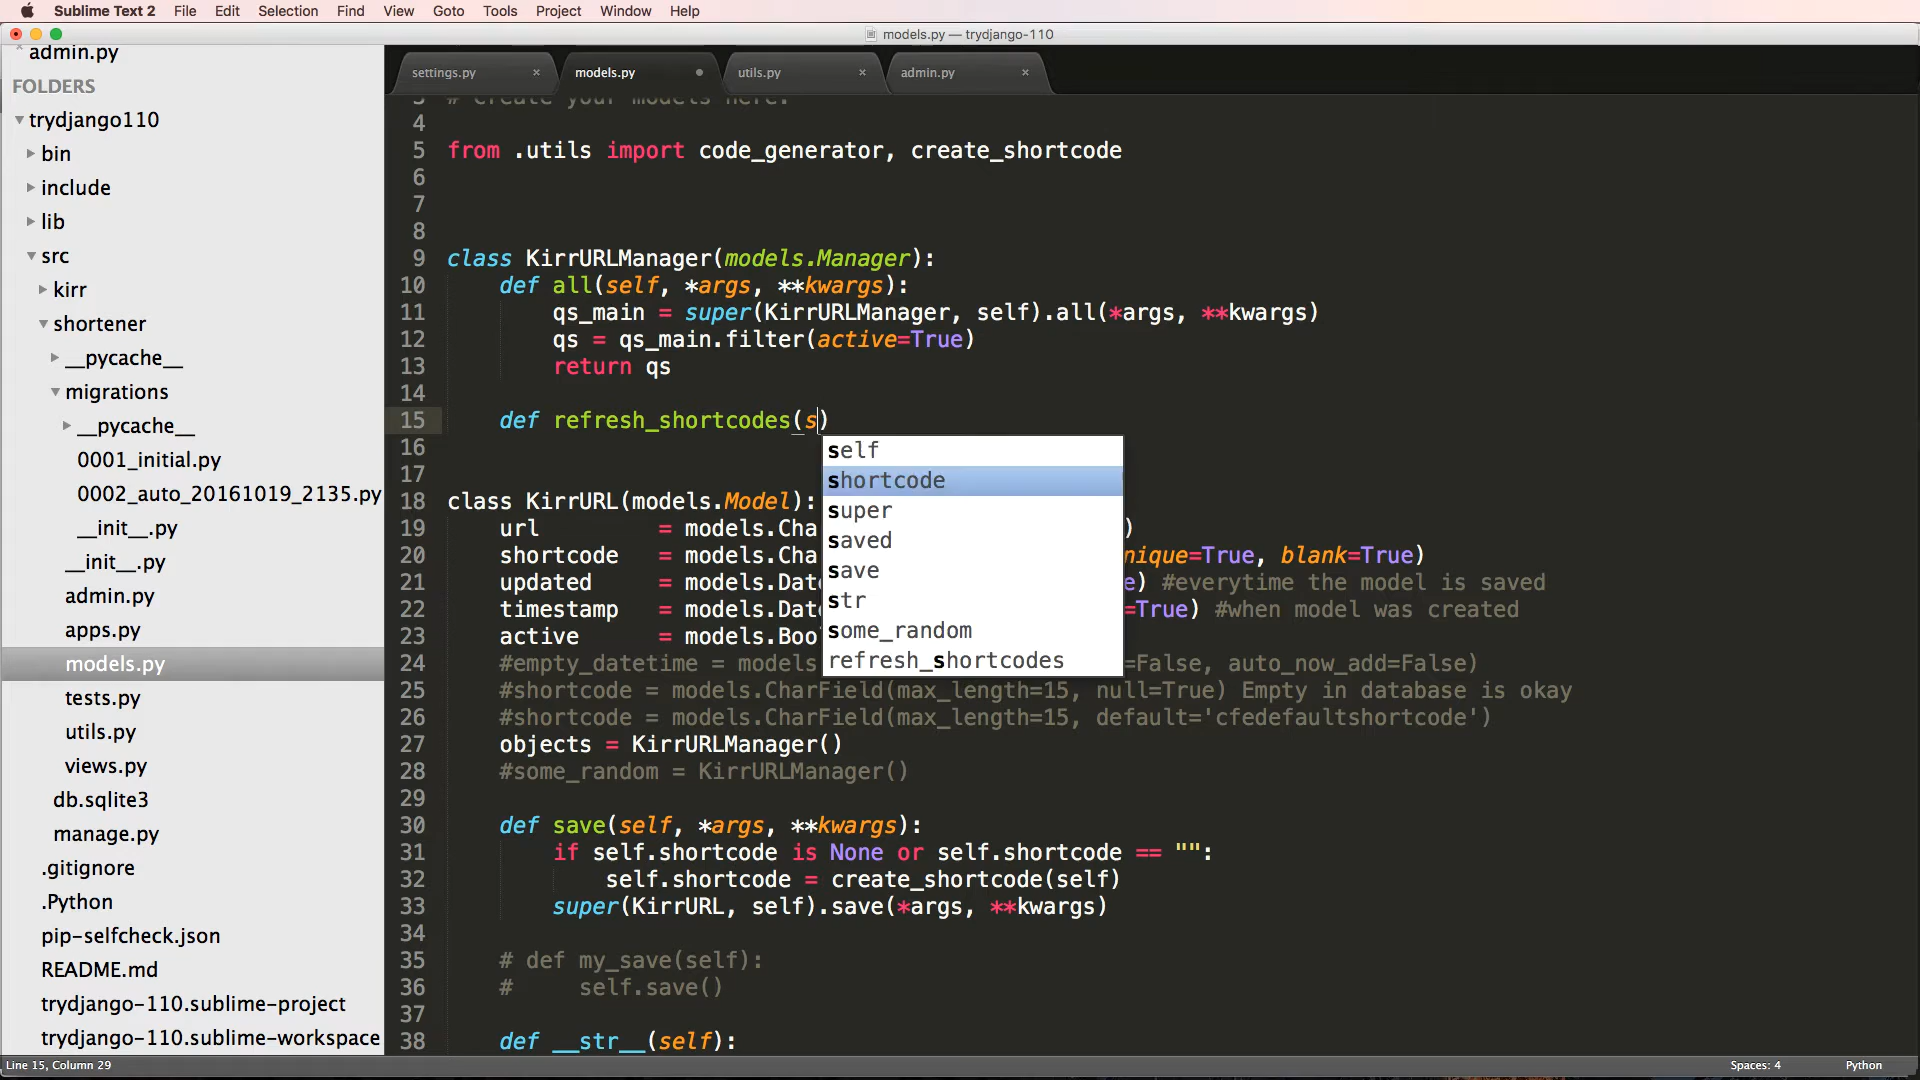 Sublime Text 2 File Edit Selection Find View Goto Tools Project Window Help
models.py — trydjango-110
admin.py
FOLDERS
trydjango110
bin
include
lib
src
kirr
shortener
__pycache__
migrations
__pycache__
0001_initial.py
0002_auto_20161019_2135.py
__init__.py
__init__.py
admin.py
apps.py
models.py
tests.py
utils.py
views.py
db.sqlite3
manage.py
.gitignore
.Python
pip-selfcheck.json
README.md
trydjango-110.sublime-project
trydjango-110.sublime-workspace
settings.py × models.py utils.py × admin.py ×
3 # Create your models here.
4
5 from .utils import code_generator, create_shortcode
6
7
8
9 class KirrURLManager(models.Manager):
10 def all(self, *args, **kwargs):
11 qs_main = super(KirrURLManager, self).all(*args, **kwargs)
12 qs = qs_main.filter(active=True)
13 return qs
14
15 def refresh_shortcodes(s)
16
17
18 class KirrURL(models.Model):
19 url = models.Cha )
20 shortcode = models.Cha nique=True, blank=True)
21 updated = models.Date e) #everytime the model is saved
22 timestamp = models.Date =True) #when model was created
23 active = models.Boo
24 #empty_datetime = models =False, auto_now_add=False)
25 #shortcode = models.CharField(max_length=15, null=True) Empty in database is okay
26 #shortcode = models.CharField(max_length=15, default='cfedefaultshortcode')
27 objects = KirrURLManager()
28 #some_random = KirrURLManager()
29
30 def save(self, *args, **kwargs):
31 if self.shortcode is None or self.shortcode == "":
32 self.shortcode = create_shortcode(self)
33 super(KirrURL, self).save(*args, **kwargs)
34
35 # def my_save(self):
36 # self.save()
37
38 def __str__(self):
self
shortcode
super
saved
save
str
some_random
refresh_shortcodes
Line 15, Column 29 Spaces: 4 Python